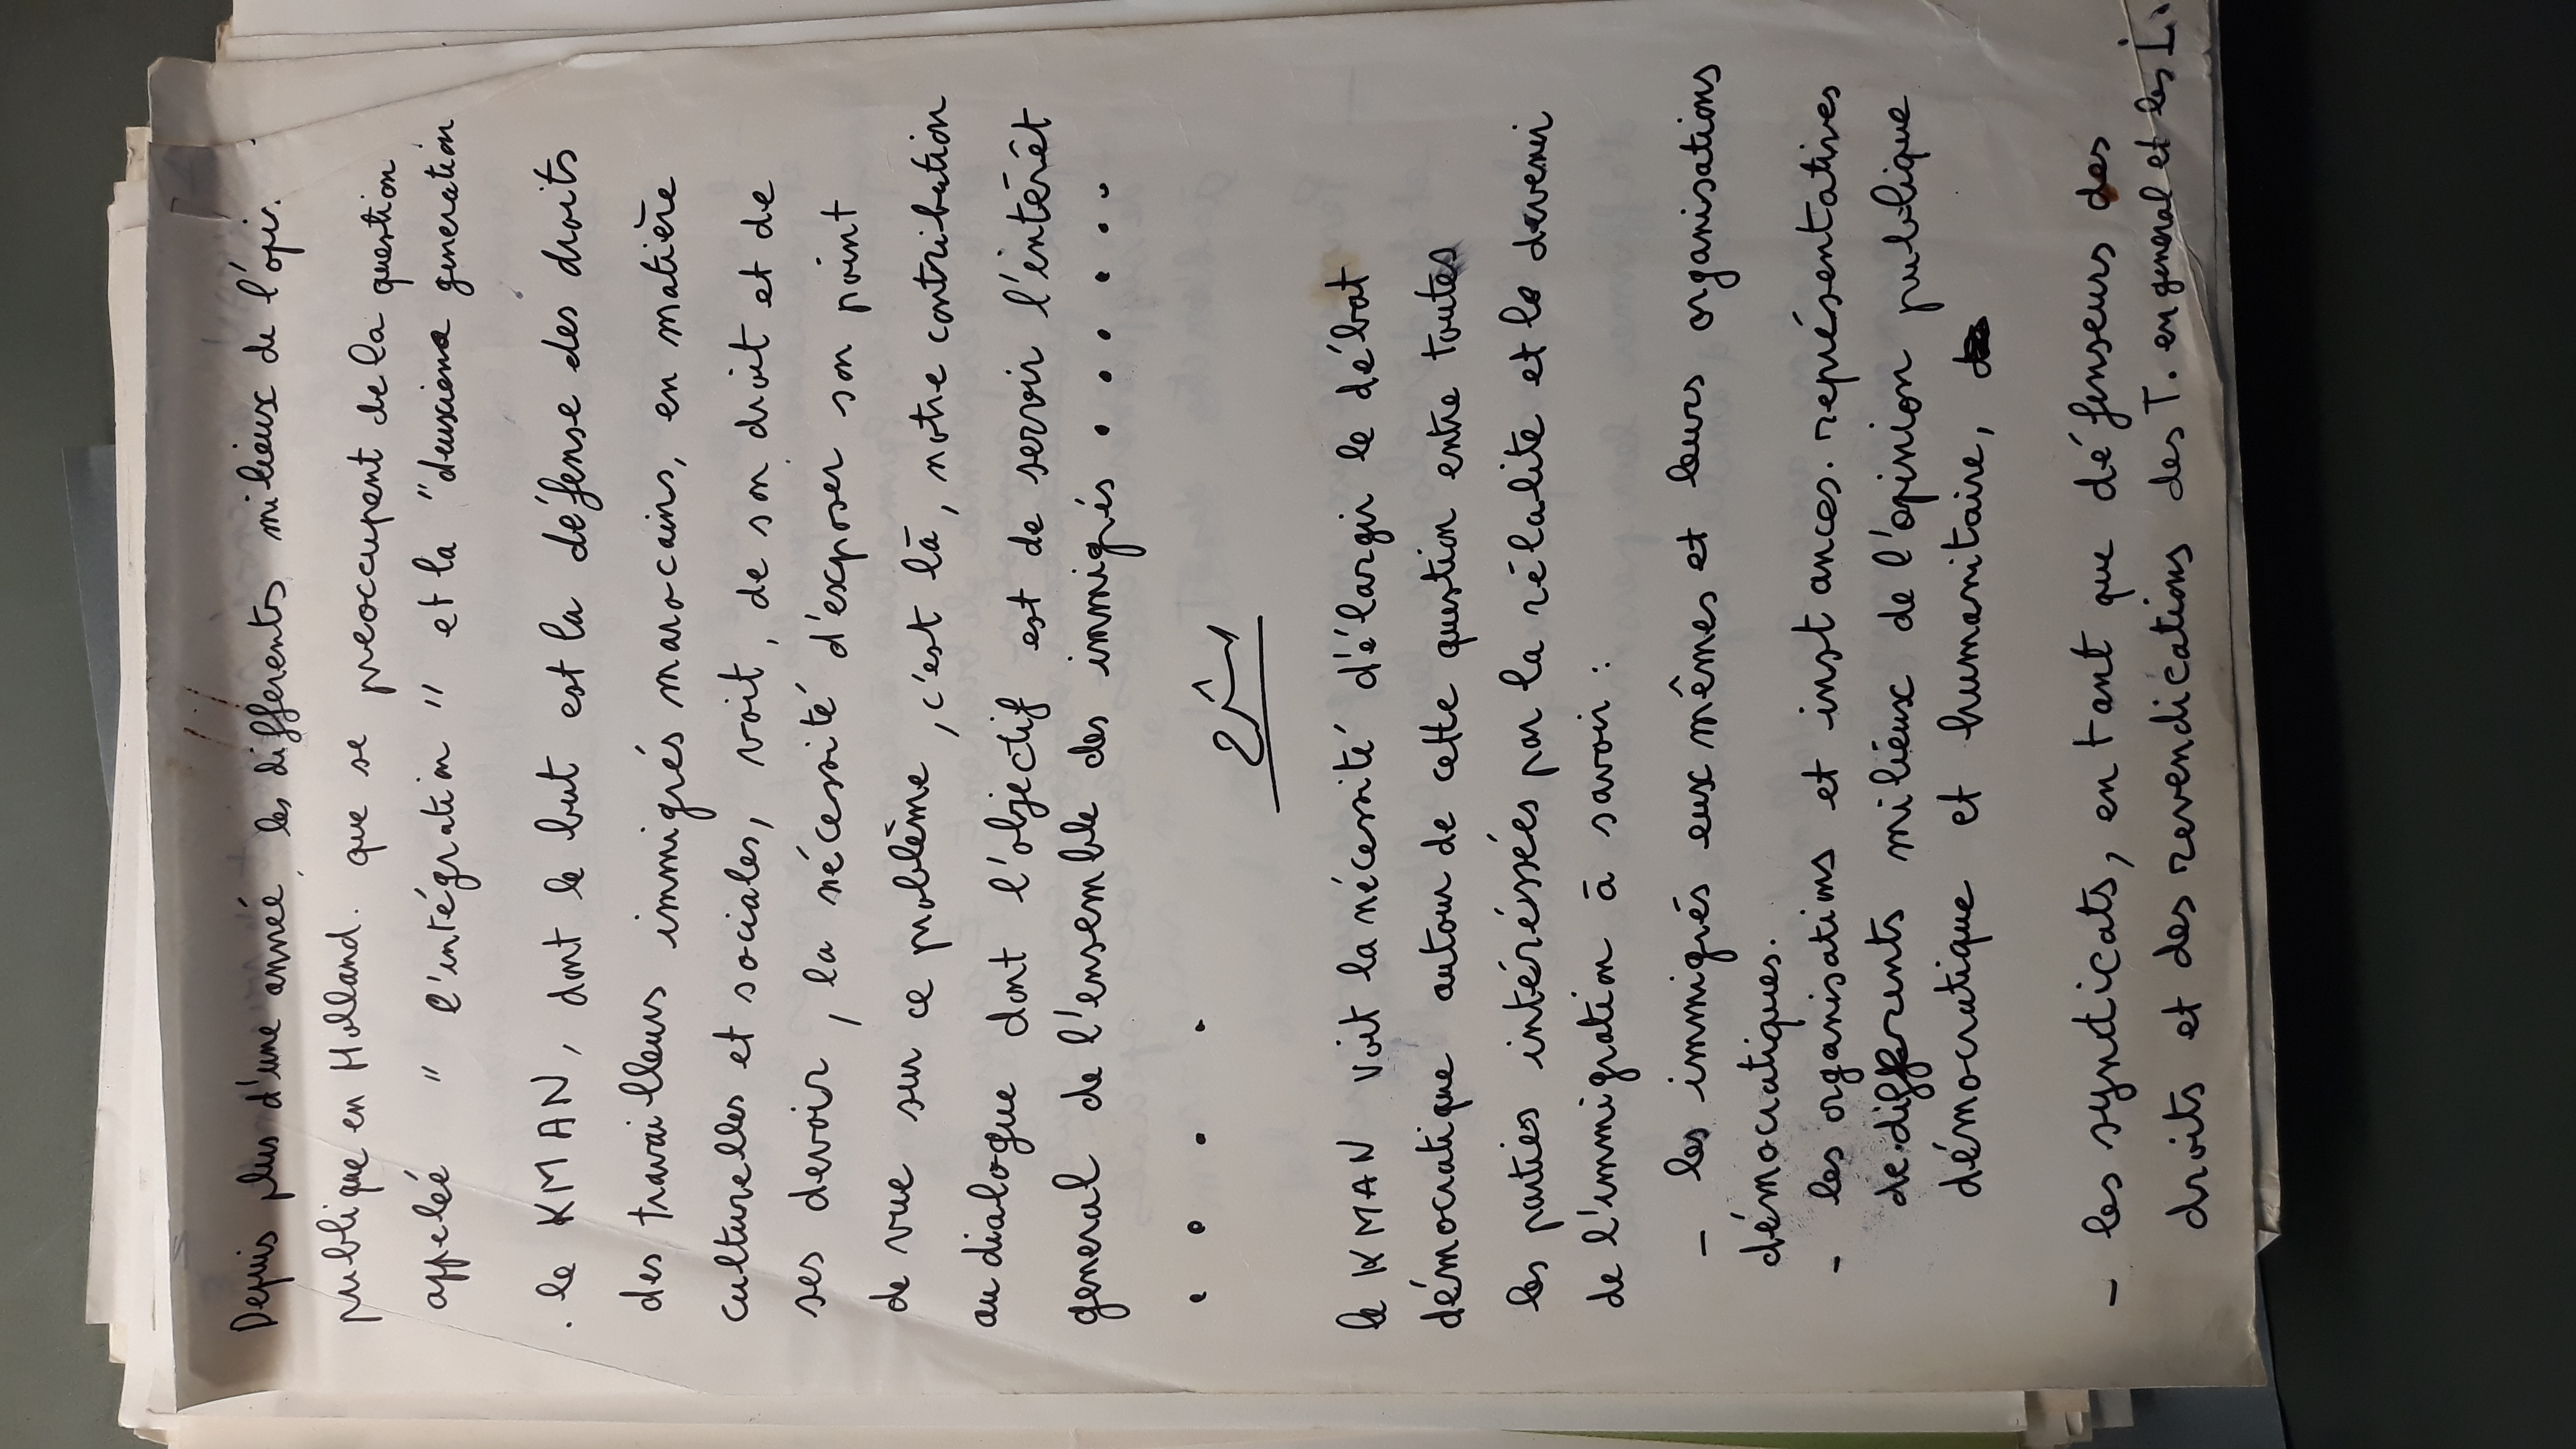 Depuis plus d'une année, les differents milieux de l'opi
publique en Holland. que se preoccupent de la question
appelée " l'intégration " et la "deuxieme generation
. le KMAN, dont le but est la défense des droits
des travailleurs immigrés marocains, en matière
culturelles et sociales, voit, de son droit et de
ses devoir, la nécessité d'exposer son point
de vue sur ce problème, c'est là, notre contribution
au dialogue dont l'objectif est de servir l'intérêt
general de l'ensemble des immigrés . . . . . . .
. . . .
le KMAN voit la nécessité d'élargir le débat
démocratique autour de cette question entre toutes
les parties intéréssées par la réalite et le devenir
de l'immigration à savoir :
- les immigrés eux mêmes et leurs organisations
démocratiques.
- les organisations et instances. représentatives
de.differents milieux de l'opinion publique
démocratique et humanitaire,
- les syndicats, en tant que défenseurs des
droits et des revendications des T. en general et les